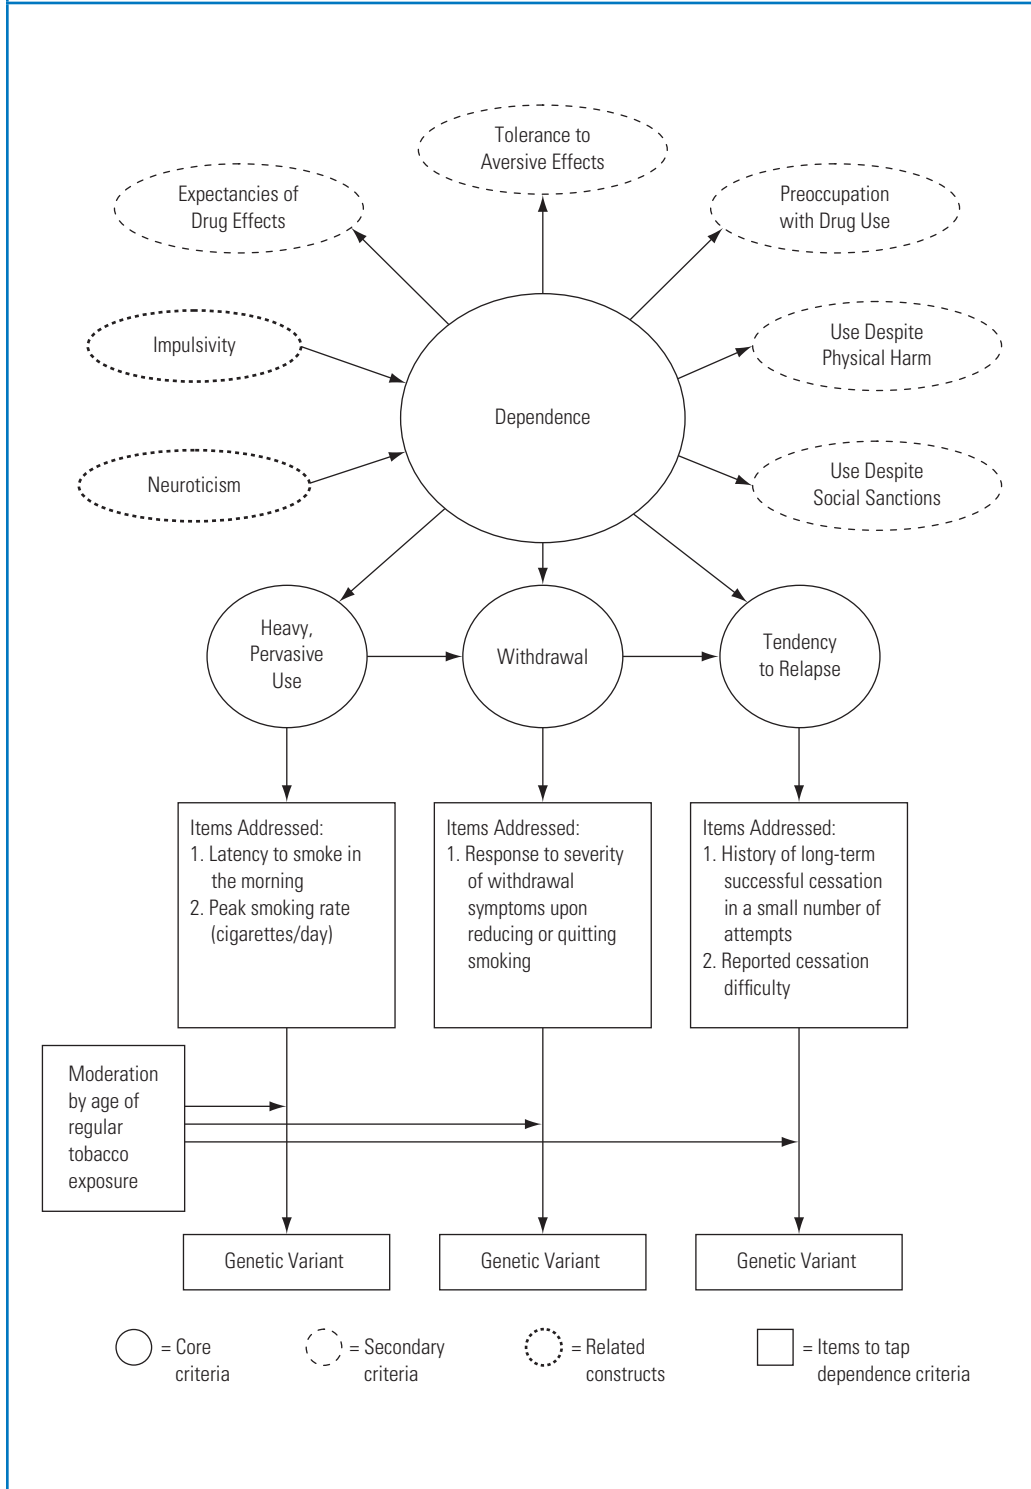 Tolerance to
Aversive Effects
Expectancies of
Drug Effects
Preoccupation
with Drug Use
Impulsivity
Use Despite
Physical Harm
Dependence
Neuroticism
Use Despite
Social Sanctions
Heavy,
Pervasive
Use
Withdrawal
Tendency
to Relapse
Items Addressed:
1. Latency to smoke in
the morning
2. Peak smoking rate
(cigarettes/day)
Items Addressed:
1. Response to severity
of withdrawal
symptoms upon
reducing or quitting
smoking
Items Addressed:
1. History of long-term
successful cessation
in a small number of
attempts
2. Reported cessation
difficulty
Moderation
by age of
regular
tobacco
exposure
Genetic Variant
Genetic Variant
Genetic Variant
= Core
criteria
= Secondary
criteria
= Related
constructs
= Items to tap
dependence criteria